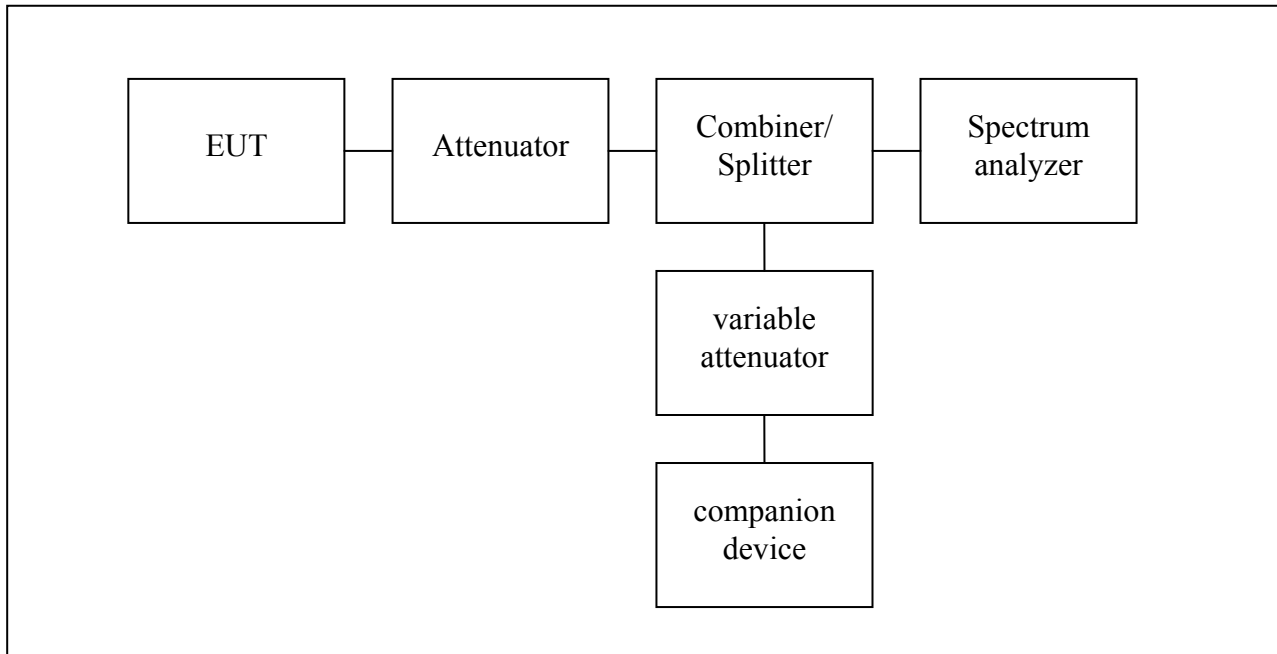 EUT
Attenuator
Combiner/
Splitter
Spectrum
analyzer
variable
attenuator
companion
device